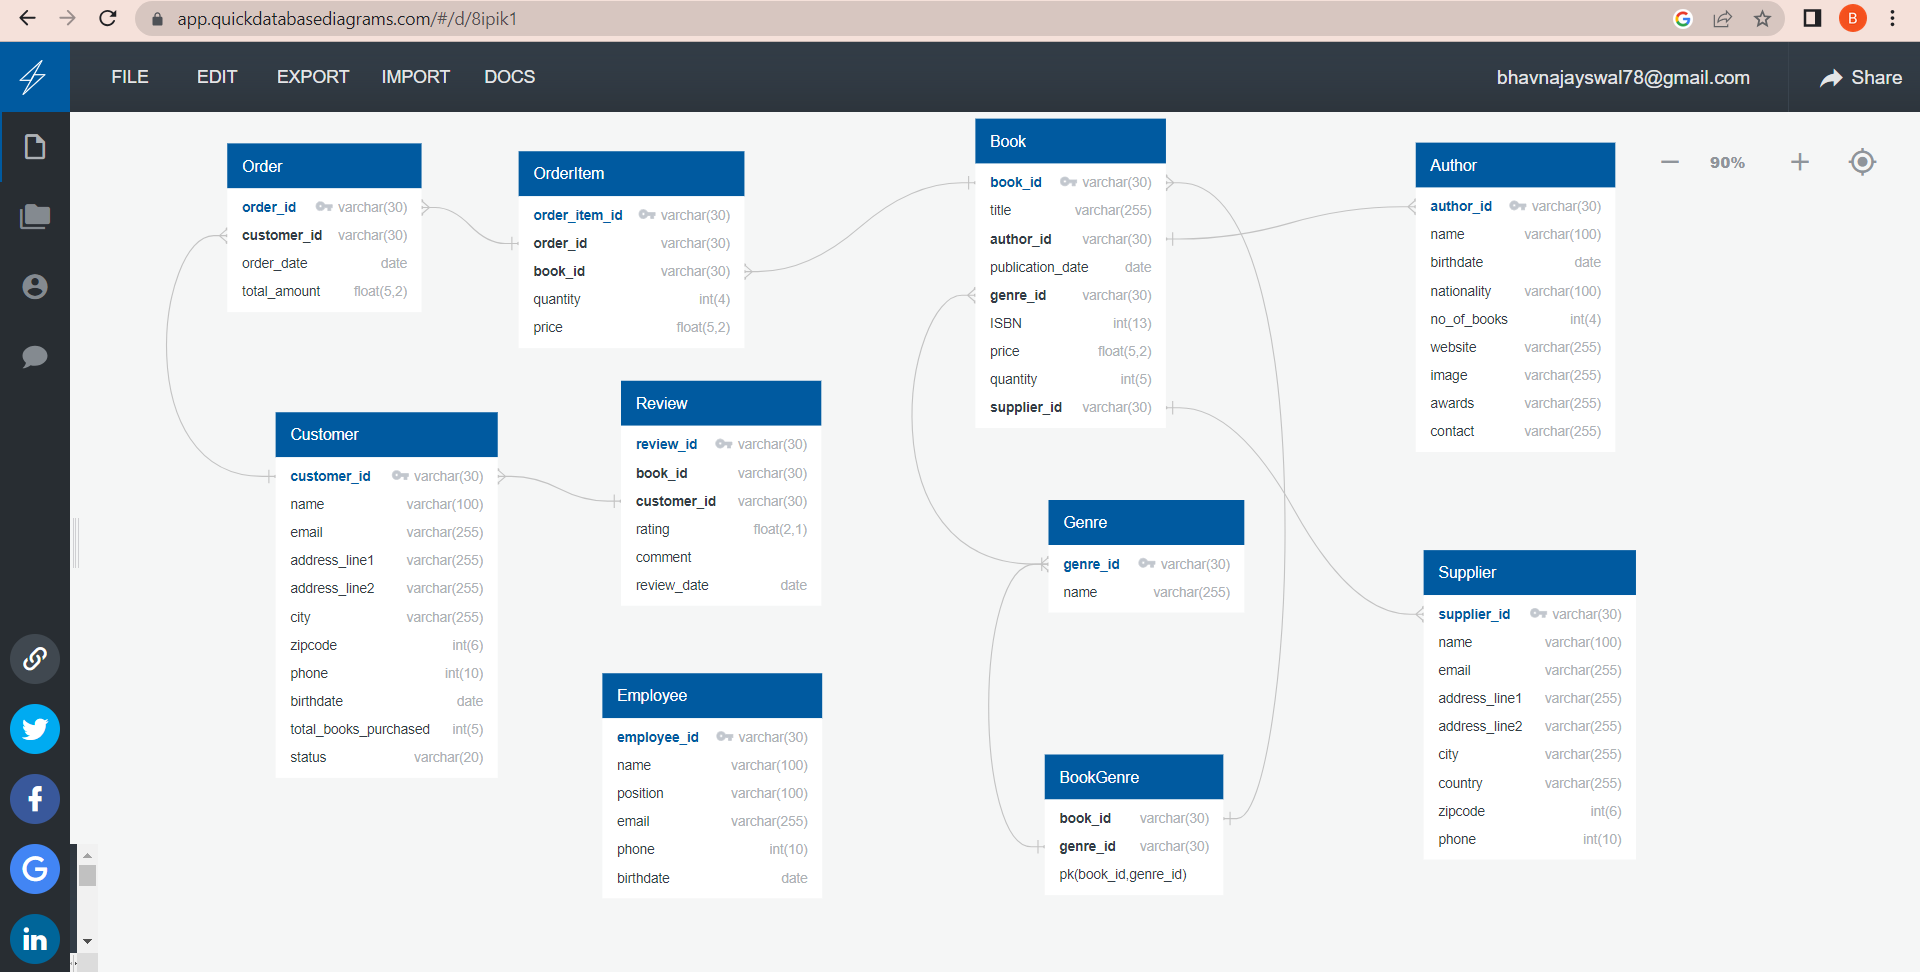 app.quickdatabasediagrams.com/#/d/8ipik1
B
FILE EDIT EXPORT IMPORT DOCS
bhavnajayswal78@gmail.com
Share
90%
Order
order_id varchar(30)
customer_id varchar(30)
order_date date
total_amount float(5,2)
OrderItem
order_item_id varchar(30)
order_id varchar(30)
book_id varchar(30)
quantity int(4)
price float(5,2)
Book
book_id varchar(30)
title varchar(255)
author_id varchar(30)
publication_date date
genre_id varchar(30)
ISBN int(13)
price float(5,2)
quantity int(5)
supplier_id varchar(30)
Author
author_id varchar(30)
name varchar(100)
birthdate date
nationality varchar(100)
no_of_books int(4)
website varchar(255)
image varchar(255)
awards varchar(255)
contact varchar(255)
Customer
customer_id varchar(30)
name varchar(100)
email varchar(255)
address_line1 varchar(255)
address_line2 varchar(255)
city varchar(255)
zipcode int(6)
phone int(10)
birthdate date
total_books_purchased int(5)
status varchar(20)
Review
review_id varchar(30)
book_id varchar(30)
customer_id varchar(30)
rating float(2,1)
comment
review_date date
Genre
genre_id varchar(30)
name varchar(255)
Supplier
supplier_id varchar(30)
name varchar(100)
email varchar(255)
address_line1 varchar(255)
address_line2 varchar(255)
city varchar(255)
country varchar(255)
zipcode int(6)
phone int(10)
Employee
employee_id varchar(30)
name varchar(100)
position varchar(100)
email varchar(255)
phone int(10)
birthdate date
BookGenre
book_id varchar(30)
genre_id varchar(30)
pk(book_id,genre_id)